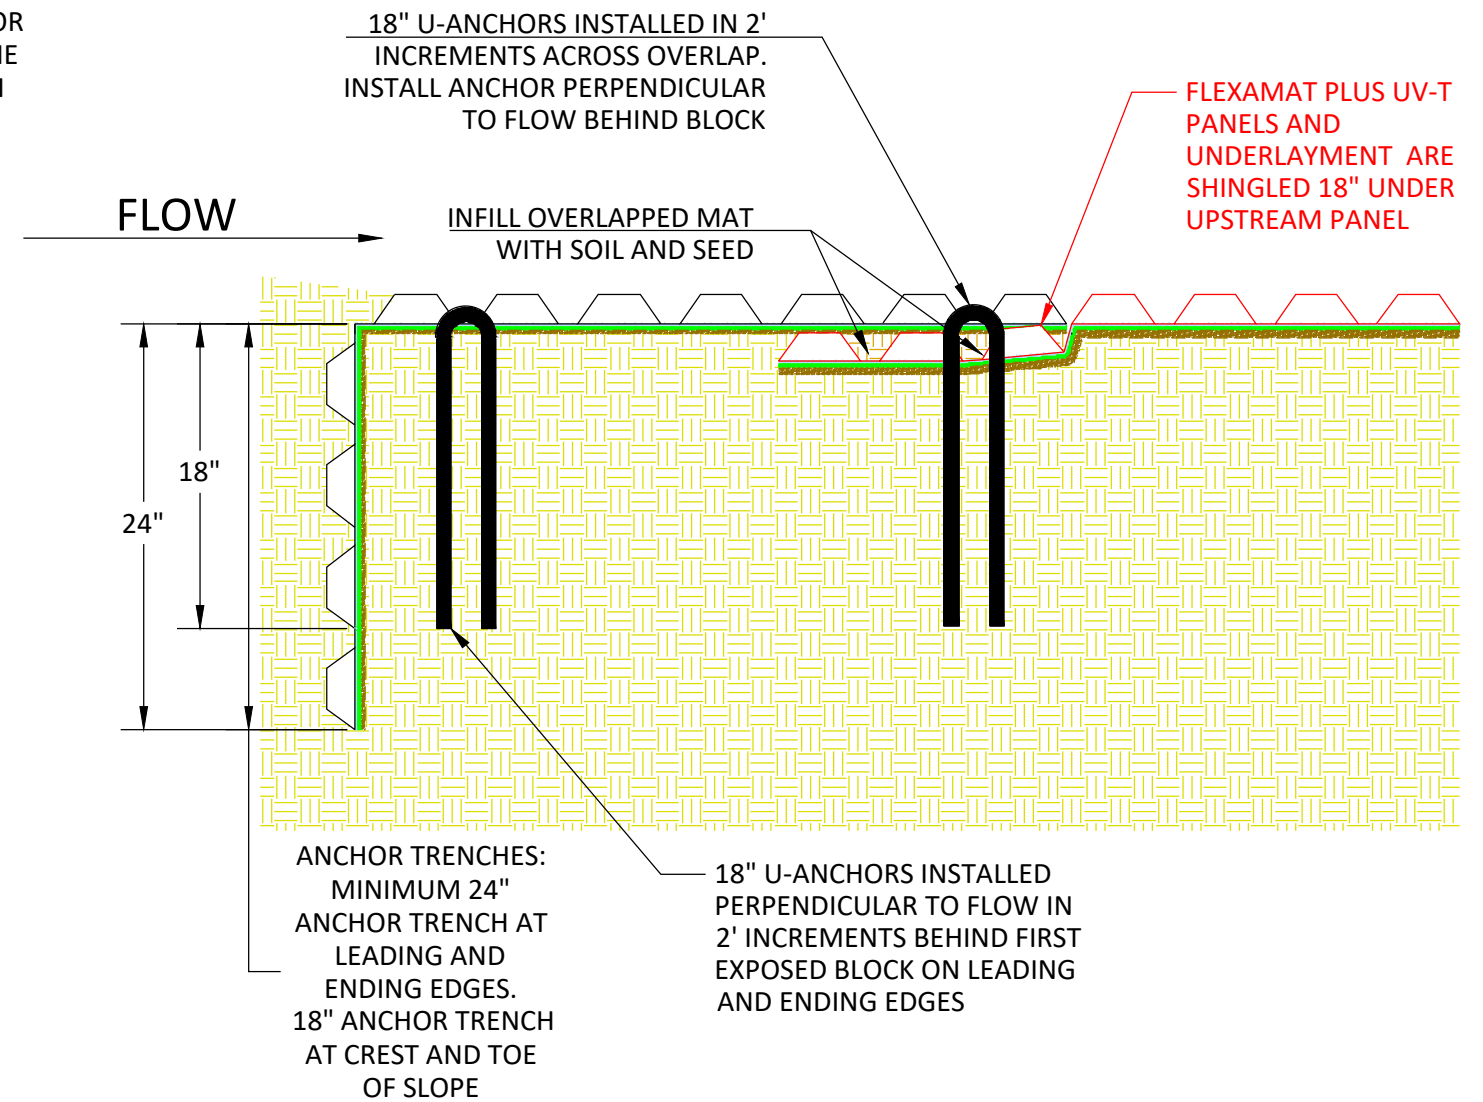 OR
18" U-ANCHORS INSTALLED IN 2'
INCREMENTS ACROSS OVERLAP.
INSTALL ANCHOR PERPENDICULAR
TO FLOW BEHIND BLOCK
FLEXAMAT PLUS UV-T
PANELS AND
UNDERLAYMENT ARE
SHINGLED 18" UNDER
UPSTREAM PANEL
FLOW
INFILL OVERLAPPED MAT
WITH SOIL AND SEED
18"
24"
ANCHOR TRENCHES:
MINIMUM 24"
ANCHOR TRENCH AT
LEADING AND
ENDING EDGES.
18" ANCHOR TRENCH
AT CREST AND TOE
OF SLOPE
18" U-ANCHORS INSTALLED
PERPENDICULAR TO FLOW IN
2' INCREMENTS BEHIND FIRST
EXPOSED BLOCK ON LEADING
AND ENDING EDGES